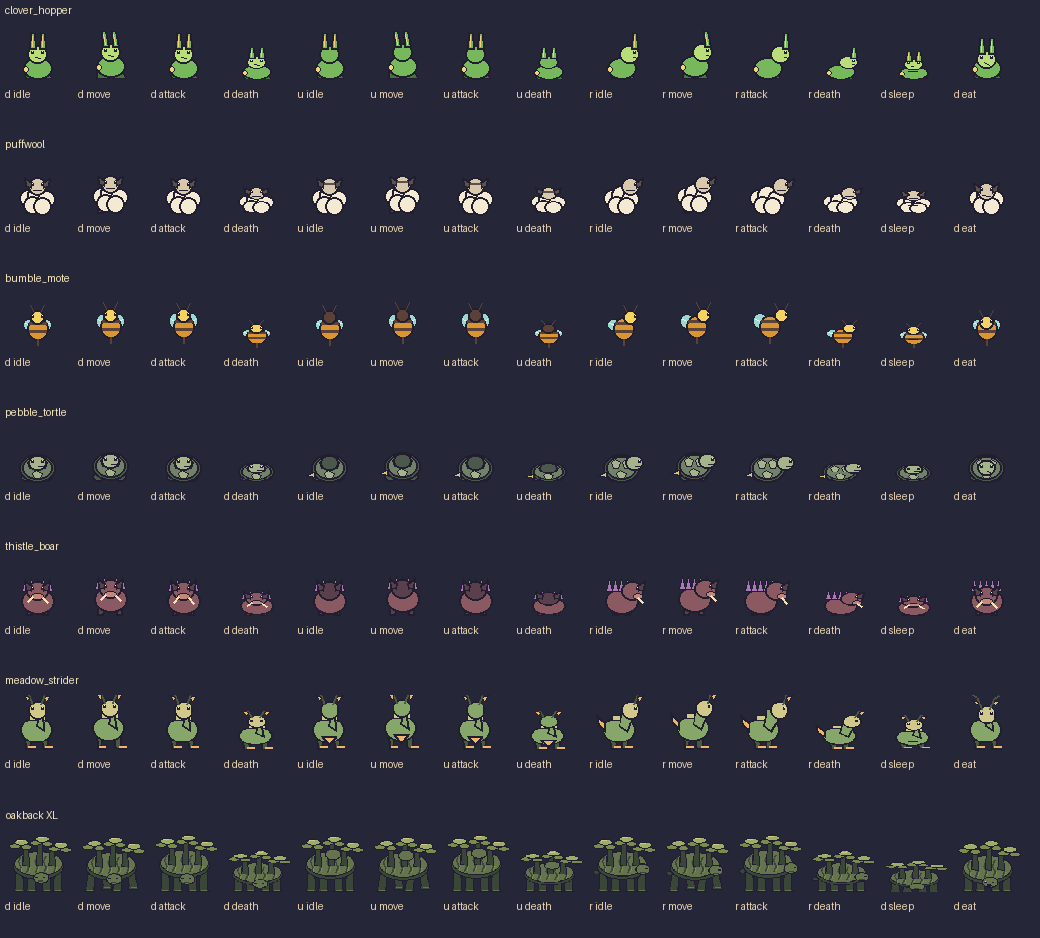 clover_hopper
d idle d move d attack d death u idle u move u attack u death r idle r move r attack r death d sleep d eat
puffwool
d idle d move d attack d death u idle u move u attack u death r idle r move r attack r death d sleep d eat
bumble_mote
d idle d move d attack d death u idle u move u attack u death r idle r move r attack r death d sleep d eat
pebble_tortle
d idle d move d attack d death u idle u move u attack u death r idle r move r attack r death d sleep d eat
thistle_boar
d idle d move d attack d death u idle u move u attack u death r idle r move r attack r death d sleep d eat
meadow_strider
d idle d move d attack d death u idle u move u attack u death r idle r move r attack r death d sleep d eat
oakback XL
d idle d move d attack d death u idle u move u attack u death r idle r move r attack r death d sleep d eat